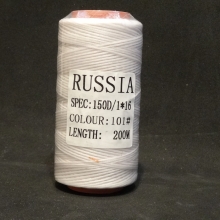 RUSSIA
SPEC:150D/1*16
COLOUR:101#
LENGTH: 200M